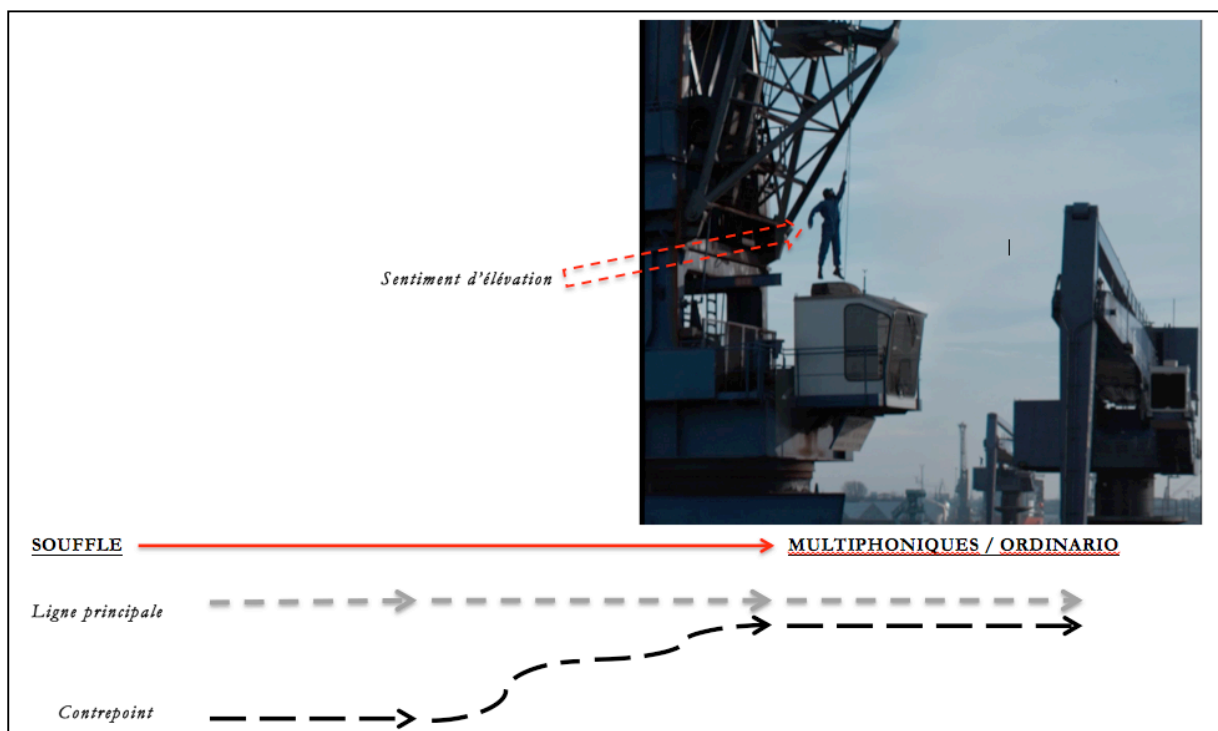 Sentiment d'élévation
SOUFFLE
MULTIPHONIQUES / ORDINARIO
Ligne principale
Contrepoint